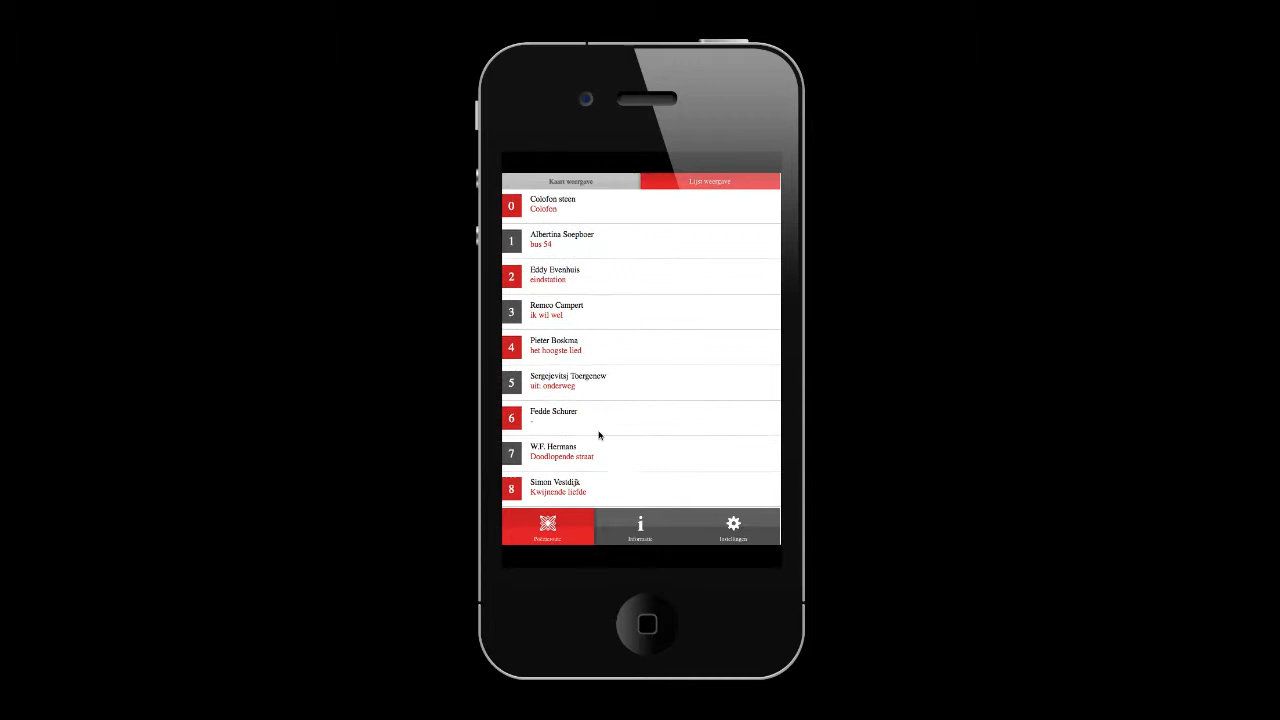 Kaart weergave
Lijst weergave
0
Colofon steen
Colofon
1
Albertina Soepboer
bus 54
2
Eddy Evenhuis
eindstation
3
Remco Campert
ik wil wel
4
Pieter Boskma
het hoogste lied
5
Sergejevitsj Toergenew
uit: onderweg
6
Fedde Schurer
-
7
W.F. Hermans
Doodlopende straat
8
Simon Vestdijk
Kwijnende liefde
Poëzieroute
Informatie
Instellingen